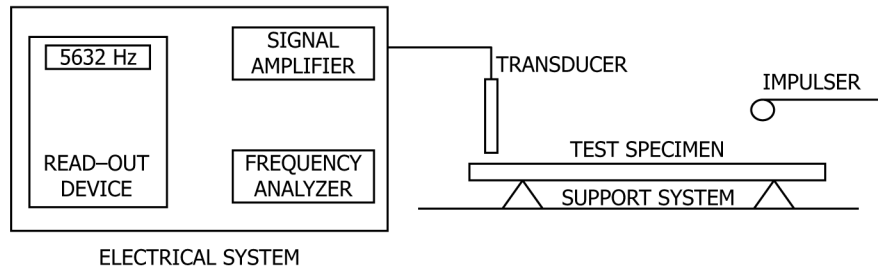 5632 Hz
READ–OUT
DEVICE
SIGNAL
AMPLIFIER
FREQUENCY
ANALYZER
ELECTRICAL SYSTEM
TRANSDUCER
IMPULSER
TEST SPECIMEN
SUPPORT SYSTEM